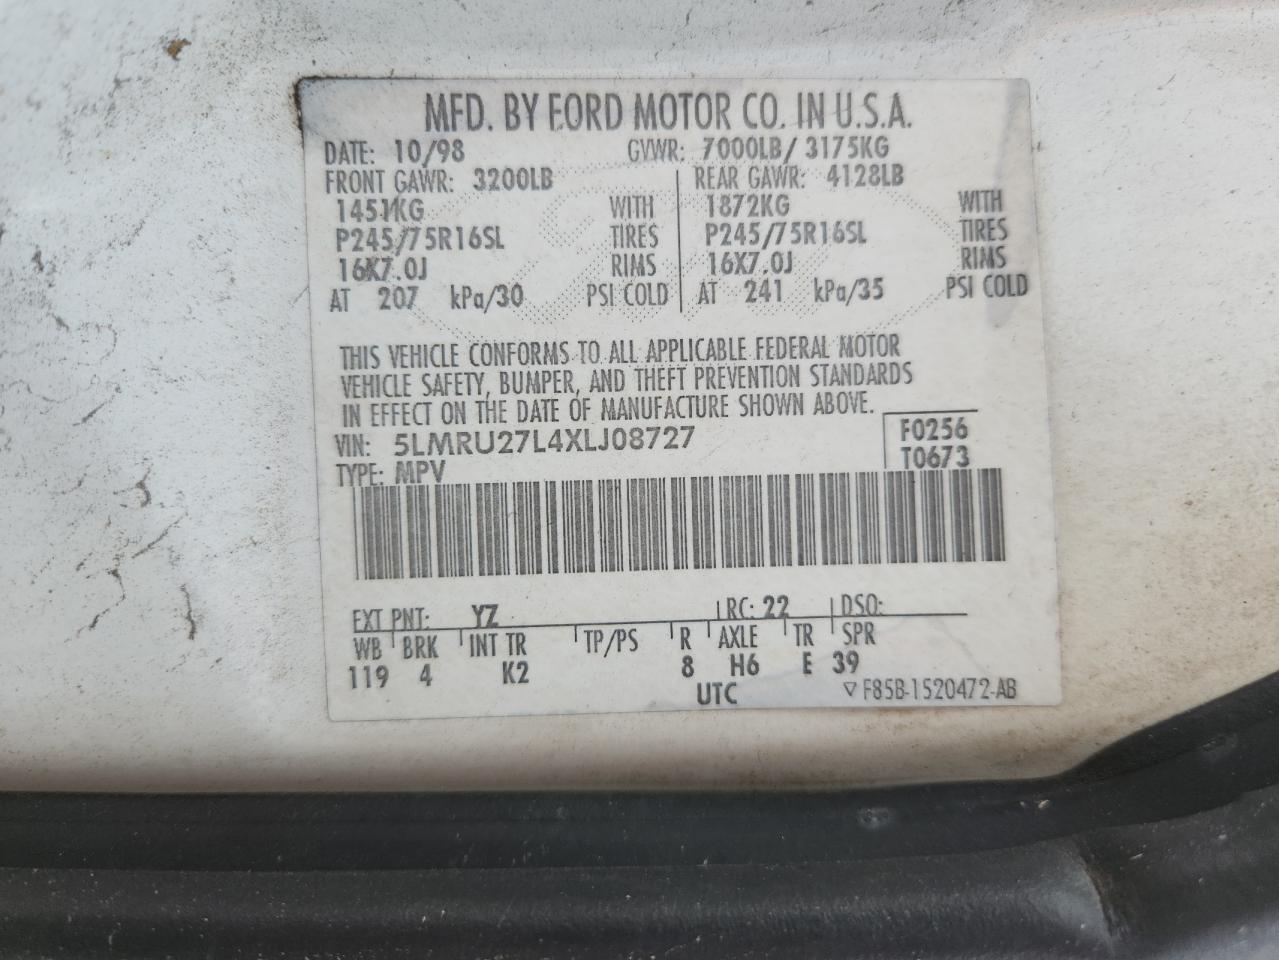 MFD. BY FORD MOTOR CO. IN U.S.A.
DATE: 10/98 GVWR: 7000LB/ 3175KG
FRONT GAWR: 3200LB REAR GAWR: 4128LB
1451KG WITH 1872KG WITH
P245/75R16SL TIRES P245/75R16SL TIRES
16X7.0J RIMS 16X7.0J RIMS
AT 207 kPa/30 PSI COLD AT 241 kPa/35 PSI COLD
THIS VEHICLE CONFORMS TO ALL APPLICABLE FEDERAL MOTOR
VEHICLE SAFETY, BUMPER, AND THEFT PREVENTION STANDARDS
IN EFFECT ON THE DATE OF MANUFACTURE SHOWN ABOVE.
VIN: 5LMRU27L4XLJ08727 F0256
TYPE: MPV T0673
EXT PNT: YZ RC: 22 DSO:
WB BRK INT TR TP/PS R AXLE TR SPR
119 4 K2 8 H6 E 39
UTC ▽ F85B-1520472-AB